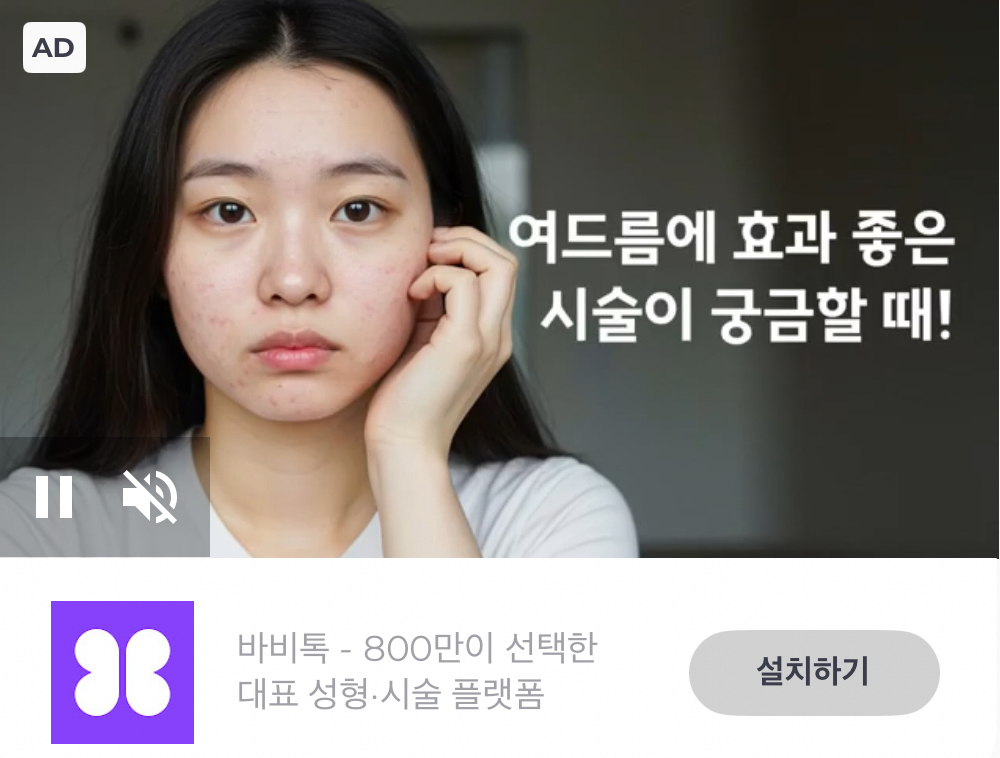 AD
여드름에 효과 좋은
시술이 궁금할 때!
바비톡 - 800만이 선택한
대표 성형·시술 플랫폼
설치하기